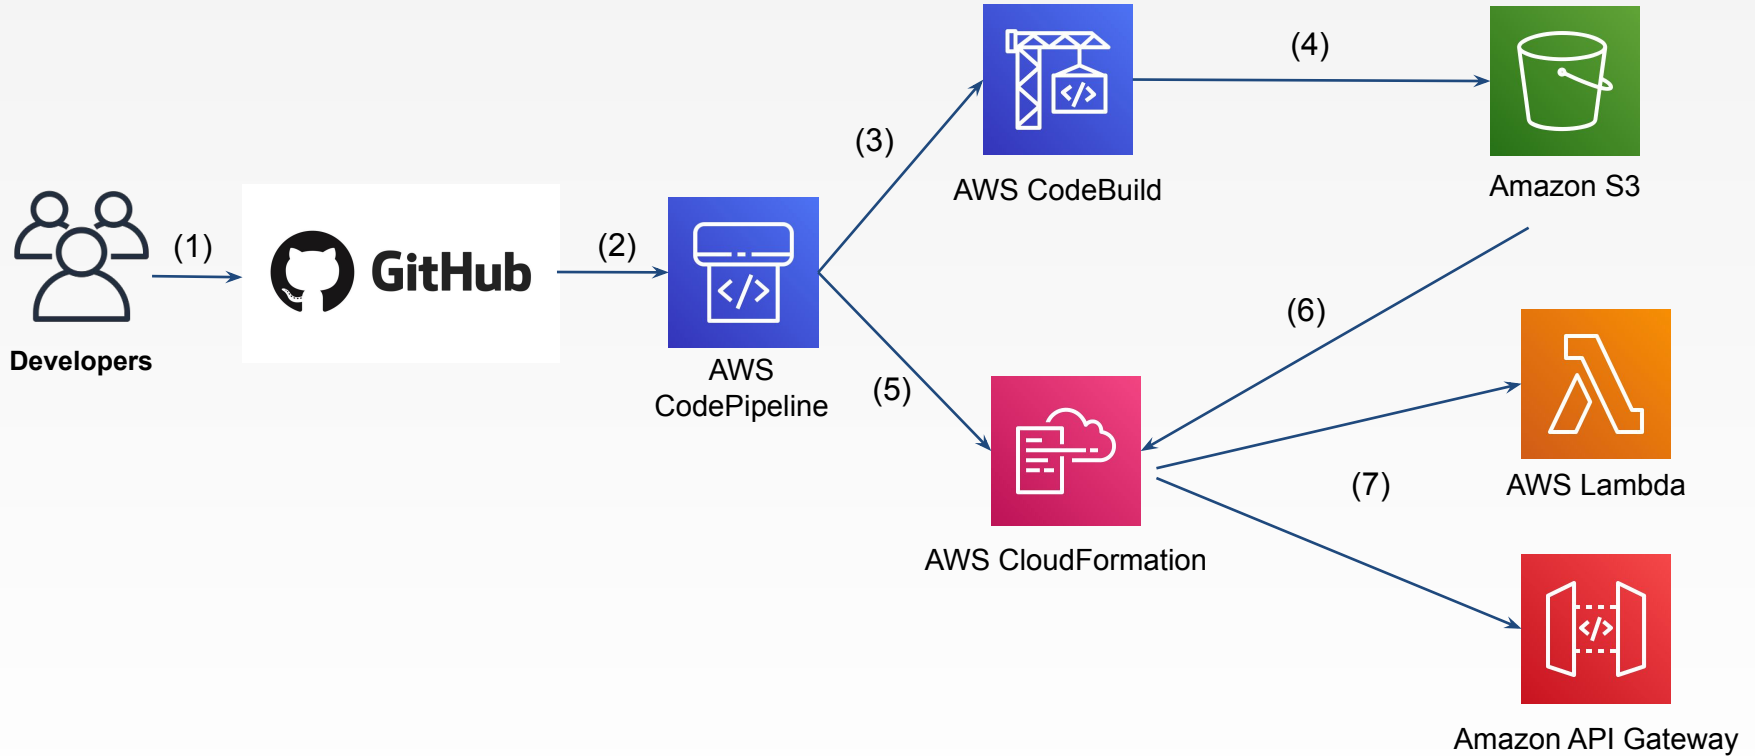 (1)
Developers
GitHub
(2)
AWS
CodePipeline
(3)
AWS CodeBuild
(4)
Amazon S3
(5)
AWS CloudFormation
(6)
(7)
AWS Lambda
Amazon API Gateway